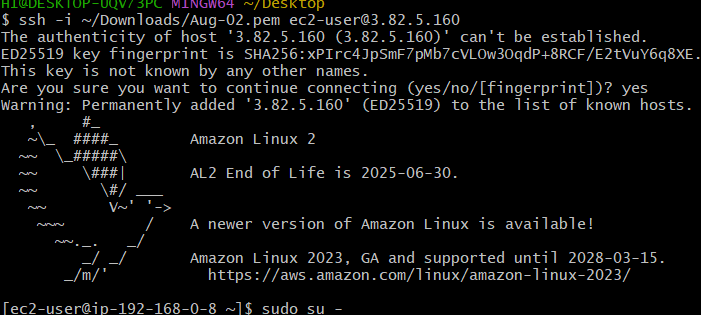 HI@DESKTOP-UQV73PC MINGW64 ~/Desktop
$ ssh -i ~/Downloads/Aug-02.pem ec2-user@3.82.5.160
The authenticity of host '3.82.5.160 (3.82.5.160)' can't be established.
ED25519 key fingerprint is SHA256:xPIrc4JpSmF7pMb7cVLOw3OqdP+8RCF/E2tVuY6q8XE.
This key is not known by any other names.
Are you sure you want to continue connecting (yes/no/[fingerprint])? yes
Warning: Permanently added '3.82.5.160' (ED25519) to the list of known hosts.
   ,     #_
   ~\_  ####_        Amazon Linux 2
  ~~  \_#####\
  ~~     \###|       AL2 End of Life is 2025-06-30.
  ~~       \#/ ___
   ~~       V~' '->
    ~~~         /    A newer version of Amazon Linux is available!
      ~~._.   _/
         _/ _/       Amazon Linux 2023, GA and supported until 2028-03-15.
       _/m/'           https://aws.amazon.com/linux/amazon-linux-2023/
[ec2-user@ip-192-168-0-8 ~]$ sudo su -